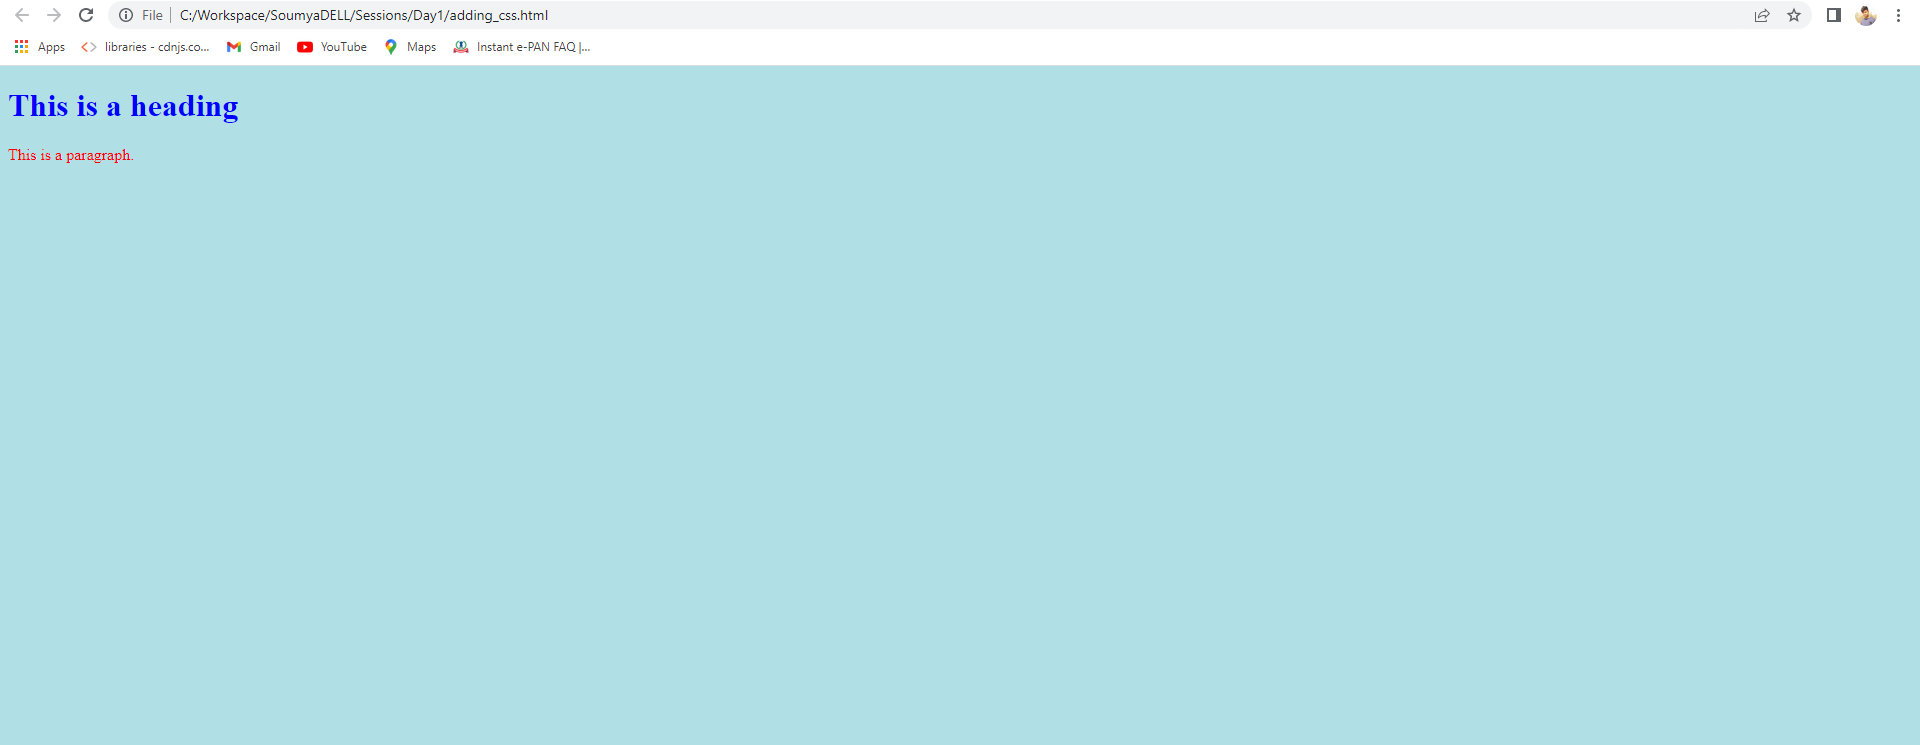 File C:/Workspace/SoumyaDELL/Sessions/Day1/adding_css.html
Apps libraries - cdnjs.co... Gmail YouTube Maps Instant e-PAN FAQ |...
This is a heading
This is a paragraph.